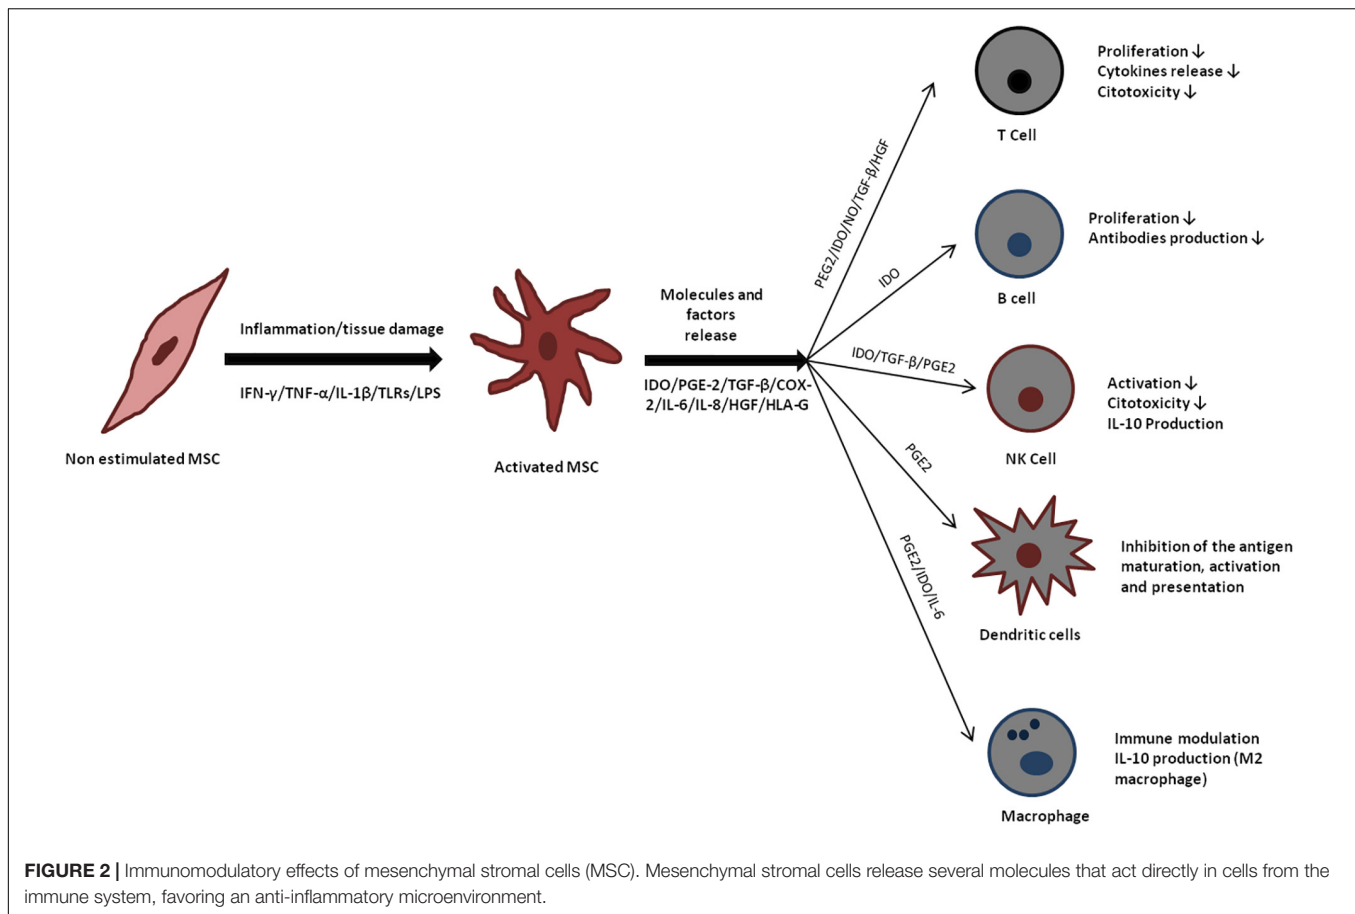 Proliferation ↓
Cytokines release ↓
Citotoxicity ↓
T Cell
PEG2/IDO/NO/TGF-β/HGF
Proliferation ↓
Antibodies production ↓
B cell
IDO
Inflammation/tissue damage
IFN-γ/TNF-α/IL-1β/TLRs/LPS
Non estimulated MSC
Activated MSC
Molecules and
factors
release
IDO/PGE-2/TGF-β/COX-
2/IL-6/IL-8/HGF/HLA-G
IDO/TGF-β/PGE2
Activation ↓
Citotoxicity ↓
IL-10 Production
NK Cell
PGE2
Inhibition of the antigen
maturation, activation
and presentation
Dendritic cells
PGE2/IDO/IL-6
Immune modulation
IL-10 production (M2
macrophage)
Macrophage
FIGURE 2 | Immunomodulatory effects of mesenchymal stromal cells (MSC). Mesenchymal stromal cells release several molecules that act directly in cells from the
immune system, favoring an anti-inflammatory microenvironment.